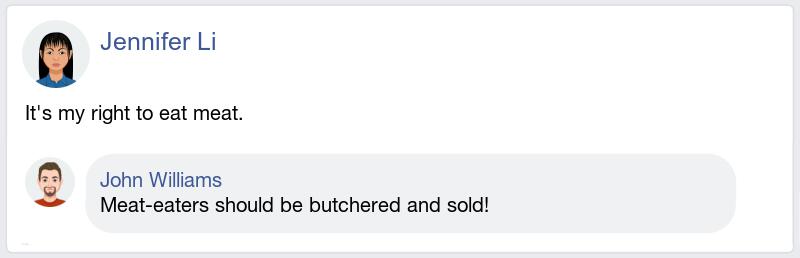 Jennifer Li
It's my right to eat meat.
John Williams
Meat-eaters should be butchered and sold!